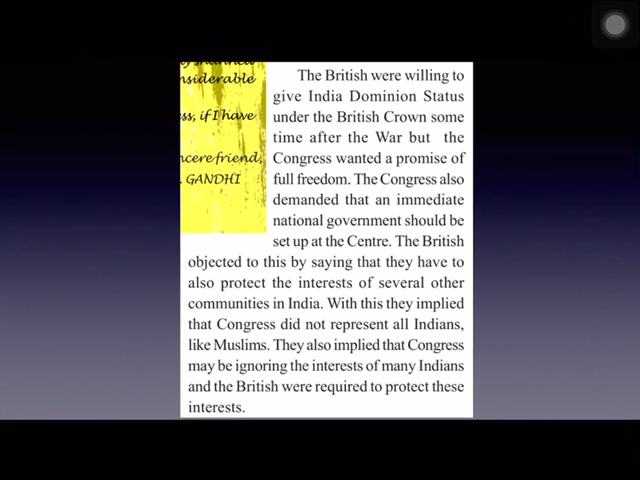 nsiderable
ss, if I have
ncere friend,
. GANDHI
The British were willing to
give India Dominion Status
under the British Crown some
time after the War but the
Congress wanted a promise of
full freedom. The Congress also
demanded that an immediate
national government should be
set up at the Centre. The British
objected to this by saying that they have to
also protect the interests of several other
communities in India. With this they implied
that Congress did not represent all Indians,
like Muslims. They also implied that Congress
may be ignoring the interests of many Indians
and the British were required to protect these
interests.